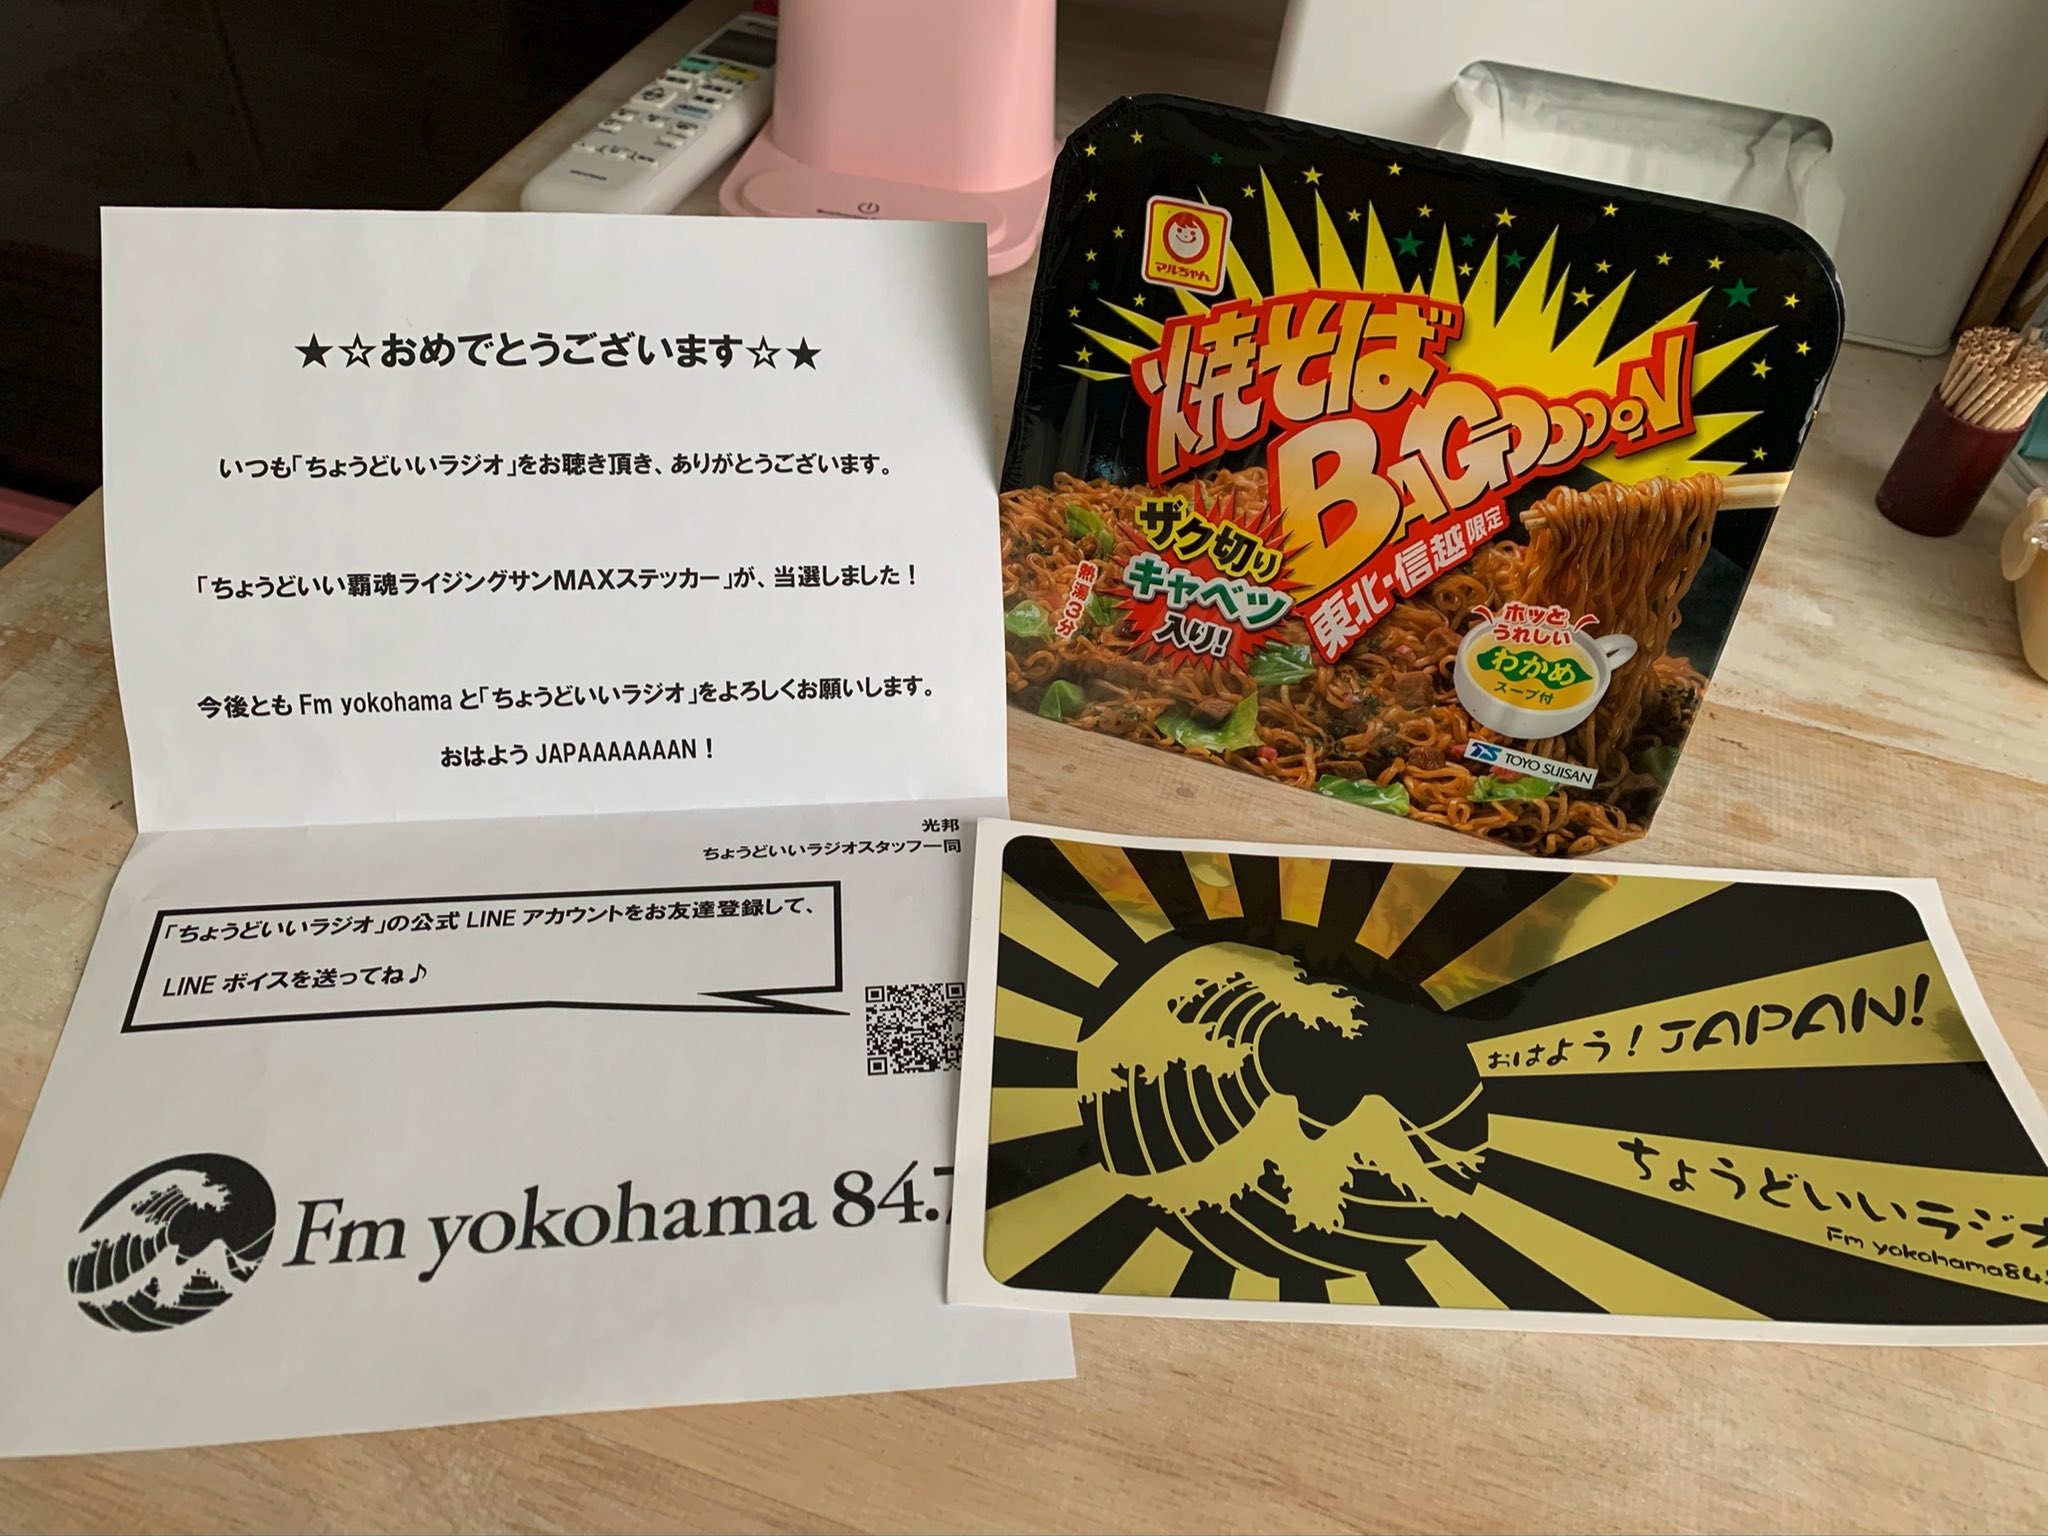 ★☆おめでとうございます☆★
いつも「ちょうどいいラジオ」をお聴き頂き、ありがとうございます。
「ちょうどいい覇魂ライジングサンMAXステッカー」が、当選しました！
今後とも Fm yokohama と「ちょうどいいラジオ」をよろしくお願いします。
おはよう JAPAAAAAAAN！
光邦
ちょうどいいラジオスタッフ一同
「ちょうどいいラジオ」の公式 LINE アカウントをお友達登録して、
LINE ボイスを送ってね♪
Fm yokohama 84.7
マルちゃん
焼そば
BAGOOOON
東北・信越限定
ザク切り
キャベツ
入り!
熱湯3分
ホッと
うれしい
わかめ
スープ付
TS TOYO SUISAN
おはよう！JAPAN!
ちょうどいいラジオ
Fm yokohama84